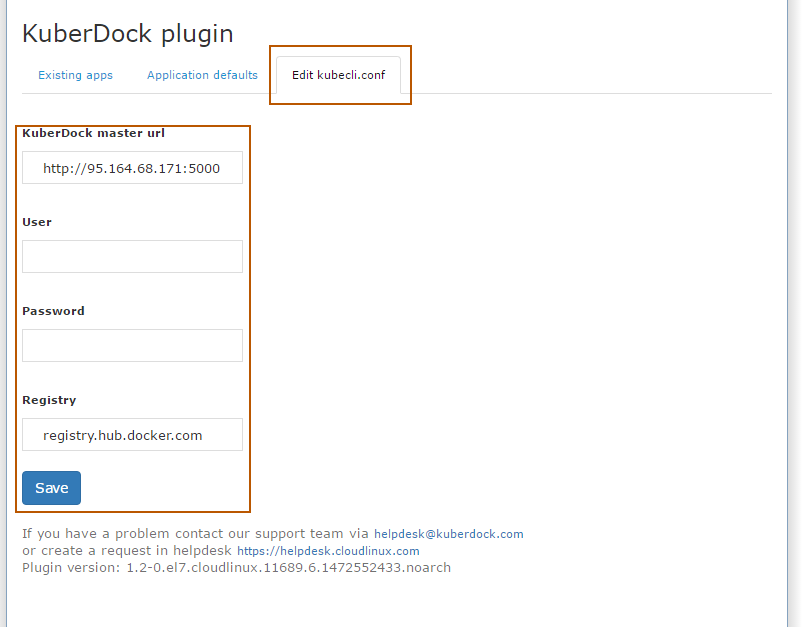 KuberDock plugin
Existing apps Application defaults Edit kubecli.conf
KuberDock master url
http://95.164.68.171:5000
User
Password
Registry
registry.hub.docker.com
Save
If you have a problem contact our support team via helpdesk@kuberdock.com
or create a request in helpdesk https://helpdesk.cloudlinux.com
Plugin version: 1.2-0.el7.cloudlinux.11689.6.1472552433.noarch